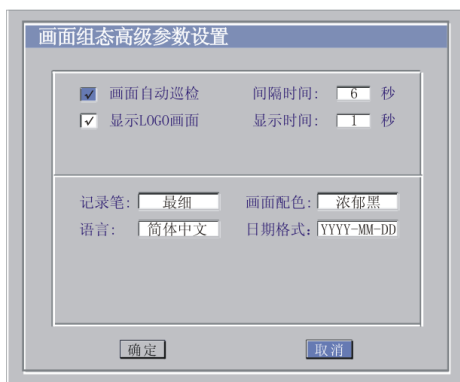 画面组态高级参数设置
画面自动巡检 间隔时间: 6 秒
显示LOGO画面 显示时间: 1 秒
记录笔: 最细 画面配色: 浓郁黑
语言: 简体中文 日期格式: YYYY-MM-DD
确定 取消